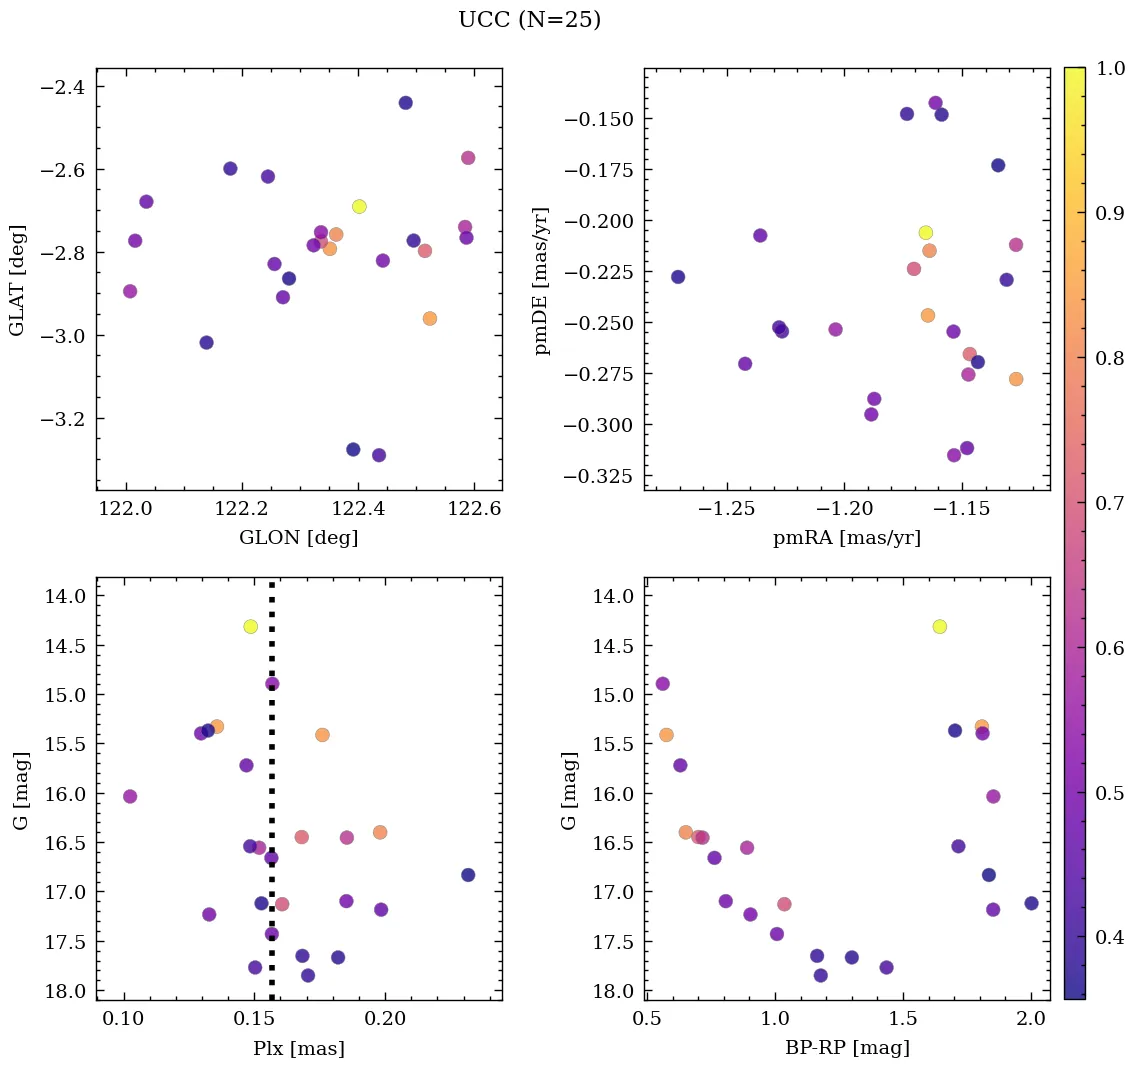 UCC (N=25)
−2.4
−2.6
−2.8
−3.0
−3.2
GLAT [deg]
122.0 122.2 122.4 122.6
GLON [deg]
−0.150
−0.175
−0.200
−0.225
−0.250
−0.275
−0.300
−0.325
pmDE [mas/yr]
−1.25 −1.20 −1.15
pmRA [mas/yr]
1.0
0.9
0.8
0.7
0.6
0.5
0.4
14.0
14.5
15.0
15.5
16.0
16.5
17.0
17.5
18.0
G [mag]
0.10 0.15 0.20
Plx [mas]
14.0
14.5
15.0
15.5
16.0
16.5
17.0
17.5
18.0
G [mag]
0.5 1.0 1.5 2.0
BP-RP [mag]